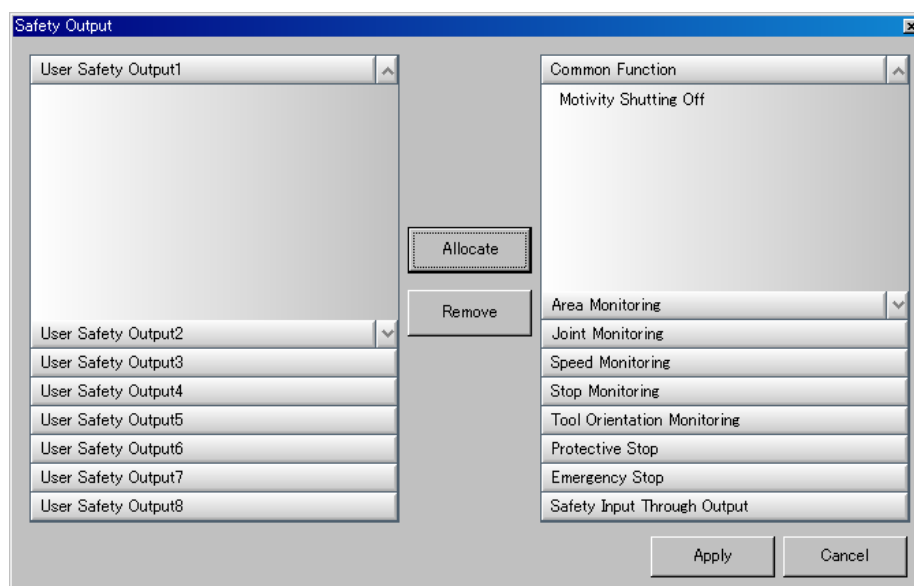 Safety Output
User Safety Output1
User Safety Output2
User Safety Output3
User Safety Output4
User Safety Output5
User Safety Output6
User Safety Output7
User Safety Output8
Allocate
Remove
Common Function
Motivity Shutting Off
Area Monitoring
Joint Monitoring
Speed Monitoring
Stop Monitoring
Tool Orientation Monitoring
Protective Stop
Emergency Stop
Safety Input Through Output
Apply
Cancel